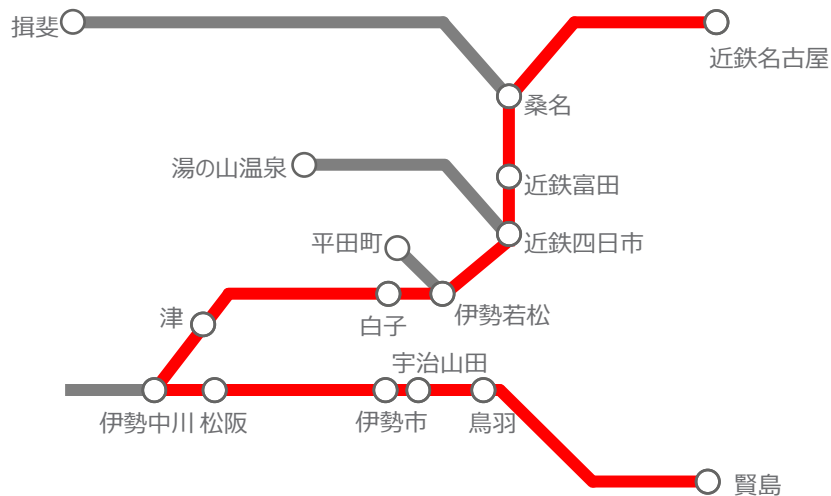 揖斐
近鉄名古屋
桑名
湯の山温泉
近鉄富田
平田町
近鉄四日市
津
白子
伊勢若松
宇治山田
伊勢中川
松阪
伊勢市
鳥羽
賢島